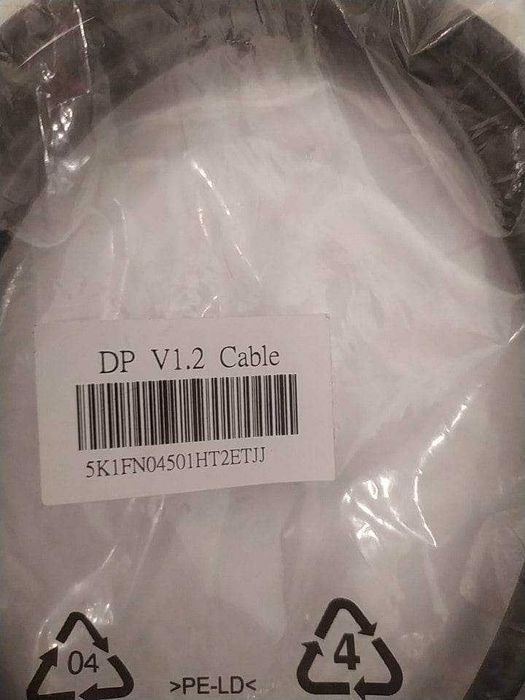 DP V1.2 Cable
5K1FN04501HT2ETJJ
04 >PE-LD< 4